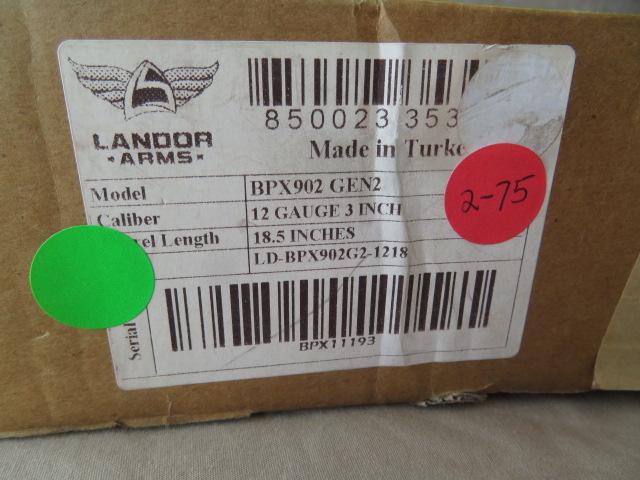 850023 353
LANDOR
•ARMS•
Made in Turke
2-75
Model BPX902 GEN2
Caliber 12 GAUGE 3 INCH
el Length 18.5 INCHES
LD-BPX902G2-1218
Serial
BPX11193